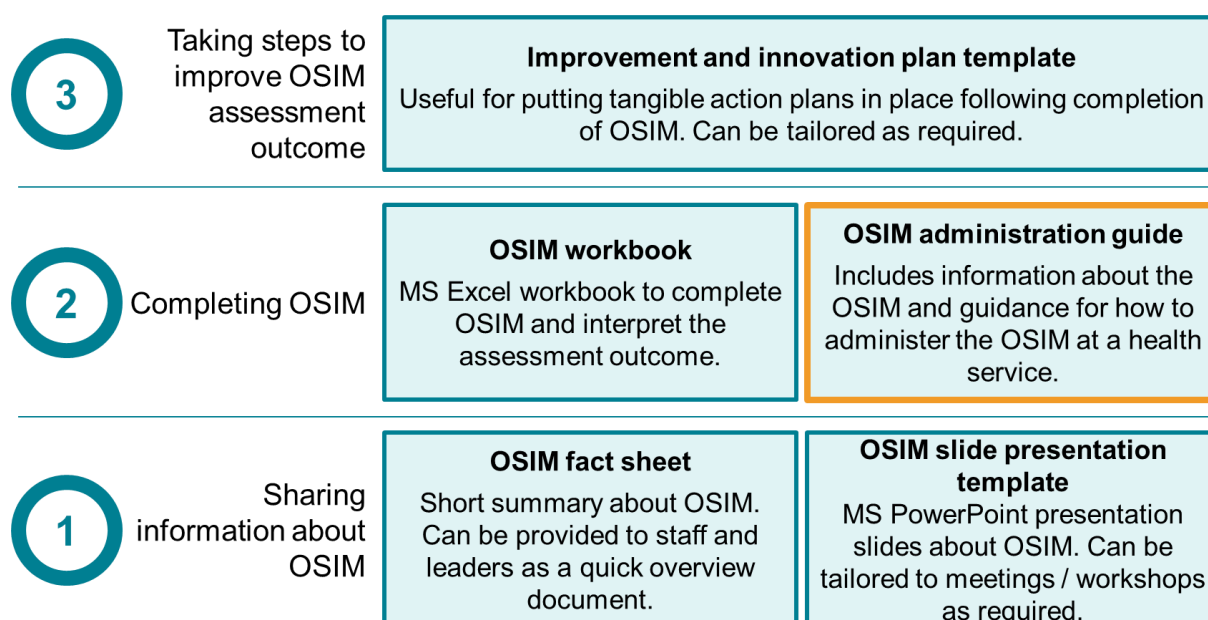 3
Taking steps to
improve OSIM
assessment
outcome
Improvement and innovation plan template
Useful for putting tangible action plans in place following completion
of OSIM. Can be tailored as required.
2
Completing OSIM
OSIM workbook
MS Excel workbook to complete
OSIM and interpret the
assessment outcome.
OSIM administration guide
Includes information about the
OSIM and guidance for how to
administer the OSIM at a health
service.
1
Sharing
information about
OSIM
OSIM fact sheet
Short summary about OSIM.
Can be provided to staff and
leaders as a quick overview
document.
OSIM slide presentation
template
MS PowerPoint presentation
slides about OSIM. Can be
tailored to meetings / workshops
as required.